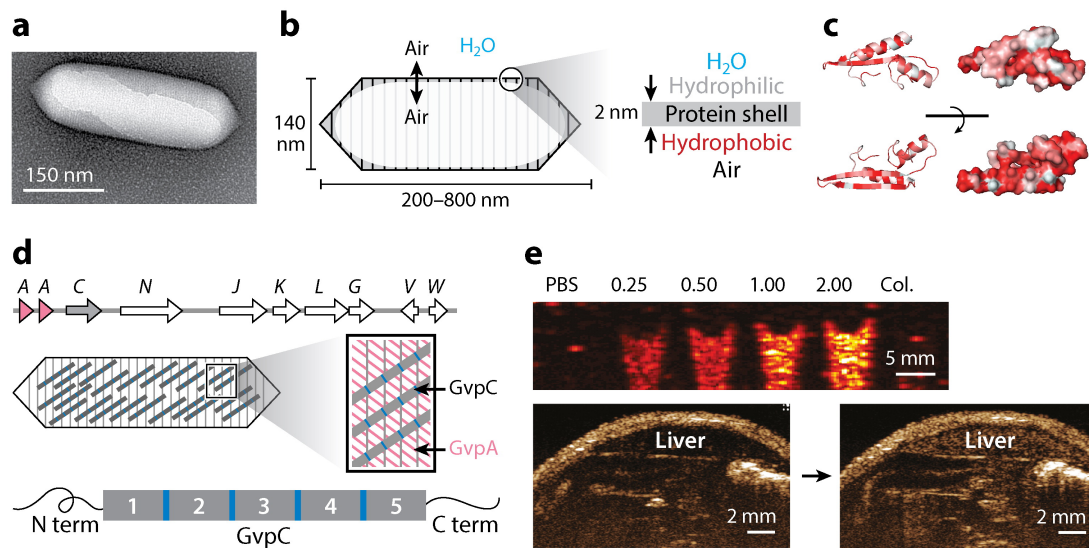 a
150 nm
b
Air
H₂O
Air
140
nm
200–800 nm
2 nm
H₂O
Hydrophilic
Protein shell
Hydrophobic
Air
c
d
A A C N J K L G V W
GvpC
GvpA
N term
1 2 3 4 5
C term
GvpC
e
PBS 0.25 0.50 1.00 2.00 Col.
5 mm
Liver
2 mm
Liver
2 mm